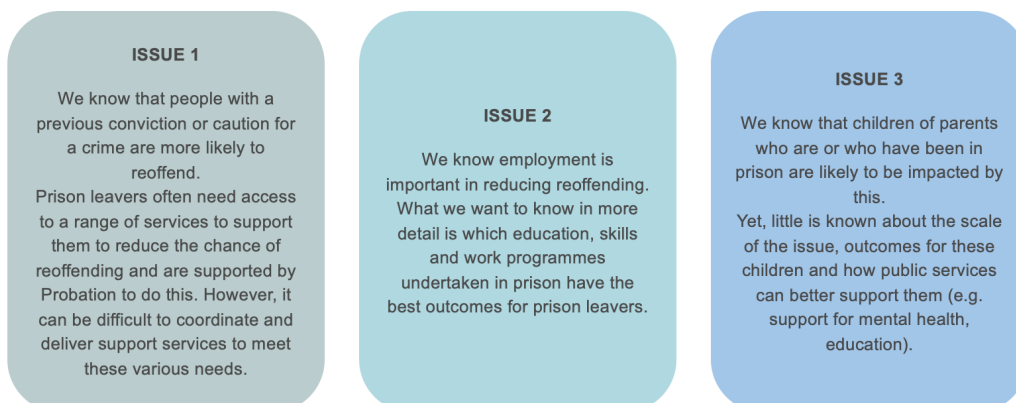 ISSUE 1
We know that people with a
previous conviction or caution for
a crime are more likely to
reoffend.
Prison leavers often need access
to a range of services to support
them to reduce the chance of
reoffending and are supported by
Probation to do this. However, it
can be difficult to coordinate and
deliver support services to meet
these various needs.
ISSUE 2
We know employment is
important in reducing reoffending.
What we want to know in more
detail is which education, skills
and work programmes
undertaken in prison have the
best outcomes for prison leavers.
ISSUE 3
We know that children of parents
who are or who have been in
prison are likely to be impacted by
this.
Yet, little is known about the scale
of the issue, outcomes for these
children and how public services
can better support them (e.g.
support for mental health,
education).